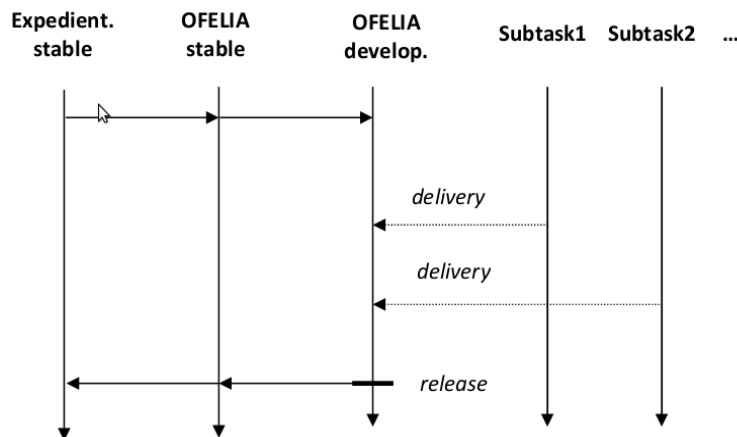 Expedient.
stable
OFELIA
stable
OFELIA
develop.
Subtask1
Subtask2
...
delivery
delivery
release